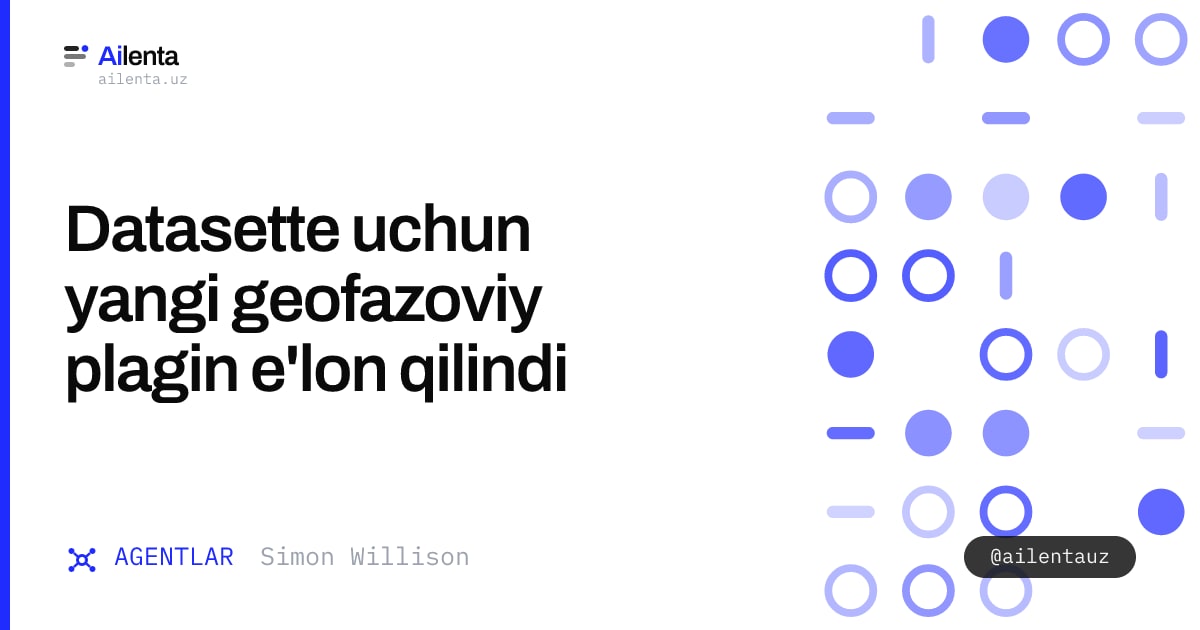 Ailenta
ailenta.uz
Datasette uchun
yangi geofazoviy
plagin e'lon qilindi
AGENTLAR Simon Willison
@ailentauz